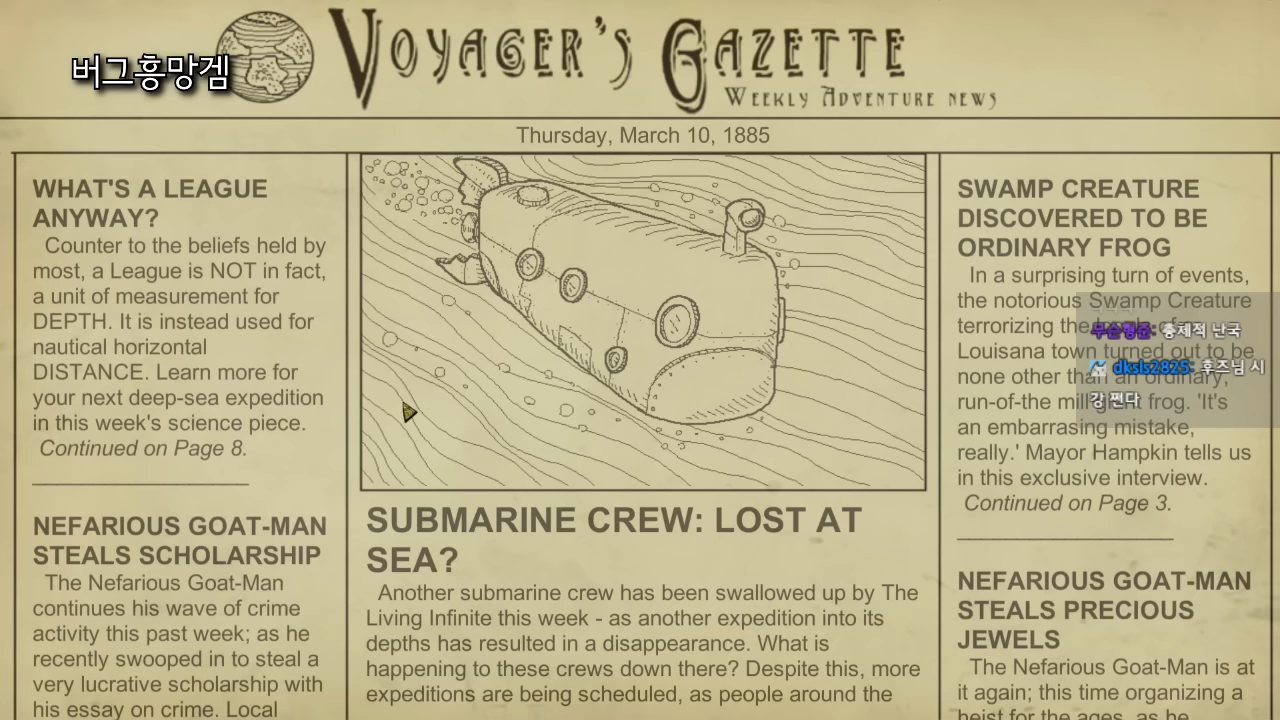 버그흥망겜
VOYAGER'S GAZETTE
WEEKLY ADVENTURE NEWS
Thursday, March 10, 1885
WHAT'S A LEAGUE
ANYWAY?
Counter to the beliefs held by
most, a League is NOT in fact,
a unit of measurement for
DEPTH. It is instead used for
nautical horizontal
DISTANCE. Learn more for
your next deep-sea expedition
in this week's science piece.
Continued on Page 8.
NEFARIOUS GOAT-MAN
STEALS SCHOLARSHIP
The Nefarious Goat-Man
continues his wave of crime
activity this past week; as he
recently swooped in to steal a
very lucrative scholarship with
his essay on crime. Local
SUBMARINE CREW: LOST AT
SEA?
Another submarine crew has been swallowed up by The
Living Infinite this week - as another expedition into its
depths has resulted in a disappearance. What is
happening to these crews down there? Despite this, more
expeditions are being scheduled, as people around the
SWAMP CREATURE
DISCOVERED TO BE
ORDINARY FROG
In a surprising turn of events,
the notorious Swamp Creature
terrorizing the
Louisana town turned out to be
none other than an ordinary,
run-of-the mill giant frog. 'It's
an embarrasing mistake,
really.' Mayor Hampkin tells us
in this exclusive interview.
Continued on Page 3.
NEFARIOUS GOAT-MAN
STEALS PRECIOUS
JEWELS
The Nefarious Goat-Man is at
it again; this time organizing a
heist for the ages, as he
무슨형준: 총체적 난국
dksls2825: 후즈님 시
강 쩐다